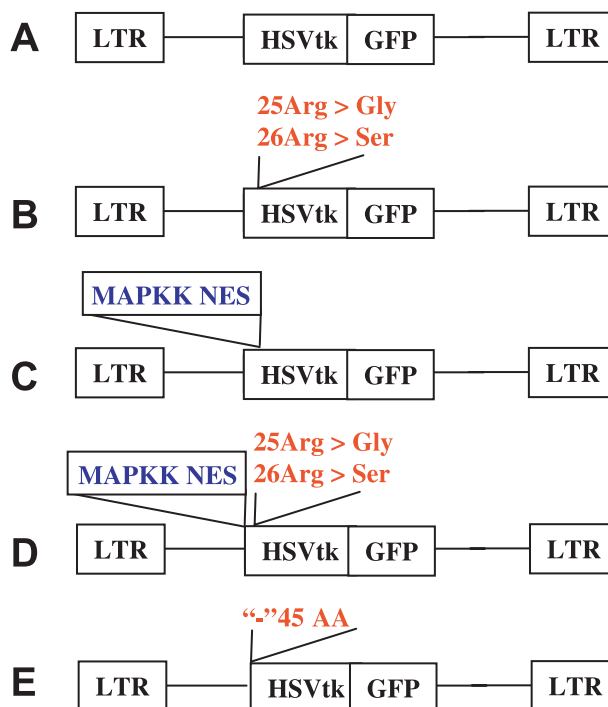 A LTR HSVtk GFP LTR
25Arg > Gly
26Arg > Ser
B LTR HSVtk GFP LTR
MAPKK NES
C LTR HSVtk GFP LTR
25Arg > Gly
MAPKK NES 26Arg > Ser
D LTR HSVtk GFP LTR
“-”45 AA
E LTR HSVtk GFP LTR